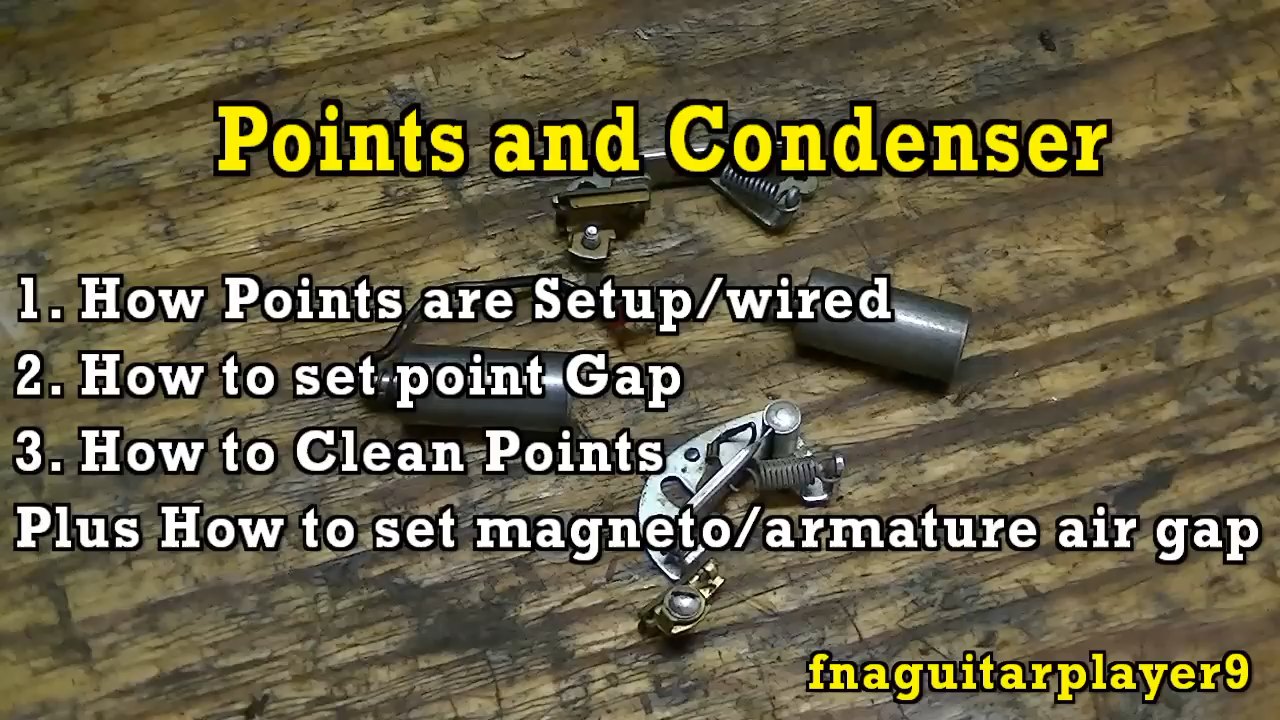 Points and Condenser
1. How Points are Setup/wired
2. How to set point Gap
3. How to Clean Points
Plus How to set magneto/armature air gap
fnaguitarplayer9